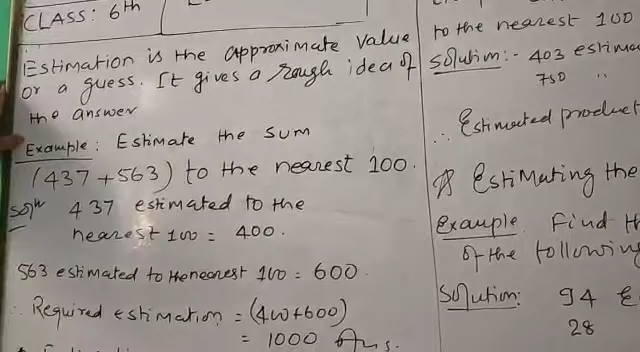 CLASS: 6th
Estimation is the approximate value
or a guess. It gives a rough idea of
the answer
Example: Estimate the sum
(437+563) to the nearest 100.
Soln 437 estimated to the
nearest 100 = 400.
563 estimated to the nearest 100 = 600.
∴ Required estimation = (400+600)
= 1000 Ans.
to the nearest 100
Solution:- 403 estima
750 "
∴ Estimated product
Estimating the
Example Find th
of the following
Solution: 94 E
28